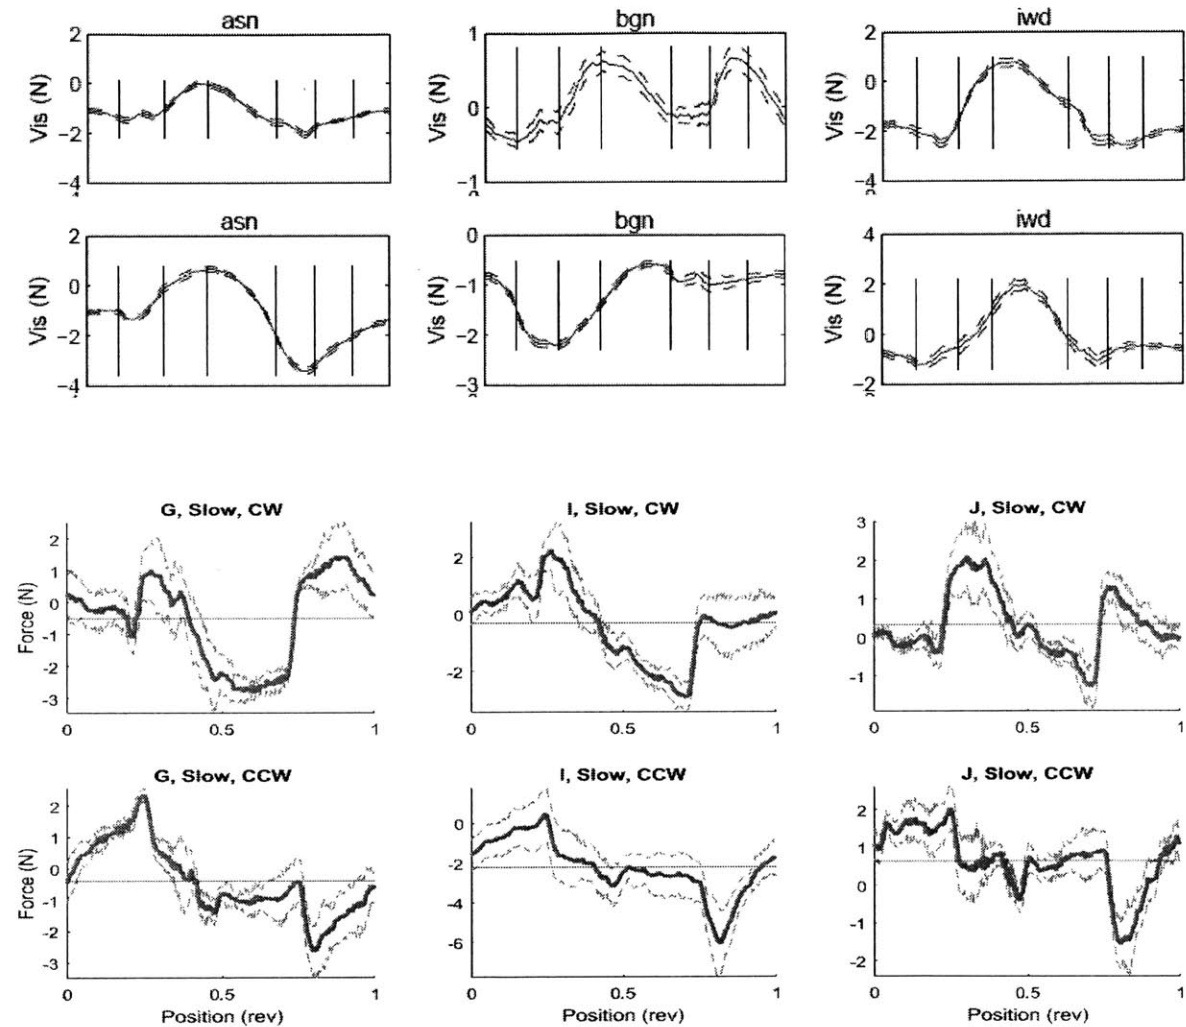 asn bgn iwd
Vis (N) 2 0 −2 −4
Vis (N) 1 0 −1
Vis (N) 2 0 −2
asn bgn iwd
Vis (N) 2 0 −2 −4
Vis (N) 0 −1 −2 −3
Vis (N) 4 2 0 −2
G, Slow, CW I, Slow, CW J, Slow, CW
Force (N) 2 1 0 -1 -2 -3
2 0 -2
3 2 1 0 -1
0 0.5 1 0 0.5 1 0 0.5 1
G, Slow, CCW I, Slow, CCW J, Slow, CCW
Force (N) 2 1 0 -1 -2 -3
0 -2 -4 -6
2 1 0 -1 -2
0 0.5 1 0 0.5 1 0 0.5 1
Position (rev) Position (rev) Position (rev)